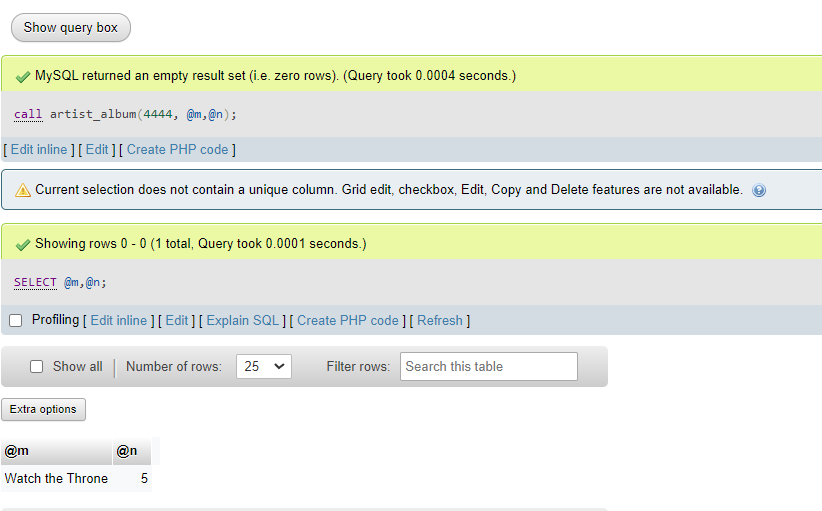 Show query box
MySQL returned an empty result set (i.e. zero rows). (Query took 0.0004 seconds.)
call artist_album(4444, @m,@n);
[ Edit inline ] [ Edit ] [ Create PHP code ]
Current selection does not contain a unique column. Grid edit, checkbox, Edit, Copy and Delete features are not available.
Showing rows 0 - 0 (1 total, Query took 0.0001 seconds.)
SELECT @m,@n;
Profiling [ Edit inline ] [ Edit ] [ Explain SQL ] [ Create PHP code ] [ Refresh ]
Show all | Number of rows: 25 Filter rows: Search this table
Extra options
@m @n
Watch the Throne 5